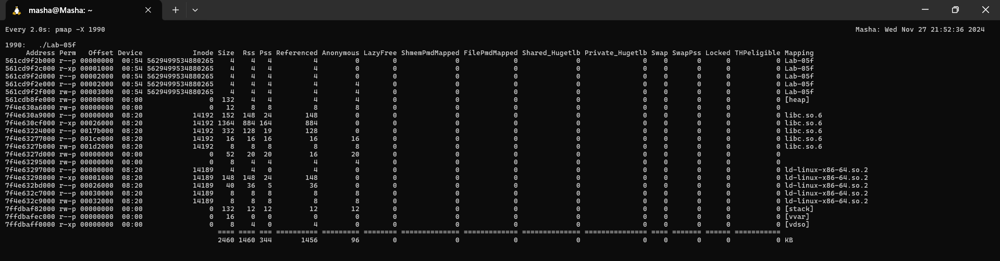 masha@Masha: ~
Every 2.0s: pmap -X 1990 Masha: Wed Nov 27 21:52:36 2024
1990: ./Lab-05f
Address Perm Offset Device Inode Size Rss Pss Referenced Anonymous LazyFree ShmemPmdMapped FilePmdMapped Shared_Hugetlb Private_Hugetlb Swap SwapPss Locked THPeligible Mapping
561cd9f2b000 r--p 00000000 00:54 5629499534880265 4 4 4 4 0 0 0 0 0 0 0 0 0 0 Lab-05f
561cd9f2c000 r-xp 00001000 00:54 5629499534880265 4 4 4 4 0 0 0 0 0 0 0 0 0 0 Lab-05f
561cd9f2d000 r--p 00002000 00:54 5629499534880265 4 4 4 4 0 0 0 0 0 0 0 0 0 0 Lab-05f
561cd9f2e000 r--p 00002000 00:54 5629499534880265 4 4 4 4 4 0 0 0 0 0 0 0 0 0 Lab-05f
561cd9f2f000 rw-p 00003000 00:54 5629499534880265 4 4 4 4 4 0 0 0 0 0 0 0 0 0 Lab-05f
561cdb8fe000 rw-p 00000000 00:00 0 132 4 4 4 4 0 0 0 0 0 0 0 0 0 [heap]
7f4e630a6000 rw-p 00000000 00:00 0 12 8 8 8 8 0 0 0 0 0 0 0 0 0
7f4e630a9000 r--p 00000000 08:20 14192 152 148 24 148 0 0 0 0 0 0 0 0 0 0 libc.so.6
7f4e630cf000 r-xp 00026000 08:20 14192 1364 884 164 884 0 0 0 0 0 0 0 0 0 0 libc.so.6
7f4e63224000 r--p 0017b000 08:20 14192 332 128 19 128 0 0 0 0 0 0 0 0 0 0 libc.so.6
7f4e63277000 r--p 001ce000 08:20 14192 16 16 16 16 16 0 0 0 0 0 0 0 0 0 libc.so.6
7f4e6327b000 rw-p 001d2000 08:20 14192 8 8 8 8 8 0 0 0 0 0 0 0 0 0 libc.so.6
7f4e6327d000 rw-p 00000000 00:00 0 52 20 20 16 20 0 0 0 0 0 0 0 0 0
7f4e63295000 rw-p 00000000 00:00 0 8 4 4 4 4 0 0 0 0 0 0 0 0 0
7f4e63297000 r--p 00000000 08:20 14189 4 4 0 4 0 0 0 0 0 0 0 0 0 0 ld-linux-x86-64.so.2
7f4e63298000 r-xp 00001000 08:20 14189 148 148 24 148 0 0 0 0 0 0 0 0 0 0 ld-linux-x86-64.so.2
7f4e632bd000 r--p 00026000 08:20 14189 40 36 5 36 0 0 0 0 0 0 0 0 0 0 ld-linux-x86-64.so.2
7f4e632c7000 r--p 00030000 08:20 14189 8 8 8 8 8 0 0 0 0 0 0 0 0 0 ld-linux-x86-64.so.2
7f4e632c9000 rw-p 00032000 08:20 14189 8 8 8 8 8 0 0 0 0 0 0 0 0 0 ld-linux-x86-64.so.2
7ffdbaf82000 rw-p 00000000 00:00 0 132 12 12 12 12 0 0 0 0 0 0 0 0 0 [stack]
7ffdbafec000 r--p 00000000 00:00 0 16 0 0 0 0 0 0 0 0 0 0 0 0 0 [vvar]
7ffdbaff0000 r-xp 00000000 00:00 0 8 4 0 4 0 0 0 0 0 0 0 0 0 0 [vdso]
==== ==== === ========== ========= ======== ============== ============= ============== =============== ==== ======= ====== ===========
2460 1460 344 1456 96 0 0 0 0 0 0 0 0 0 KB